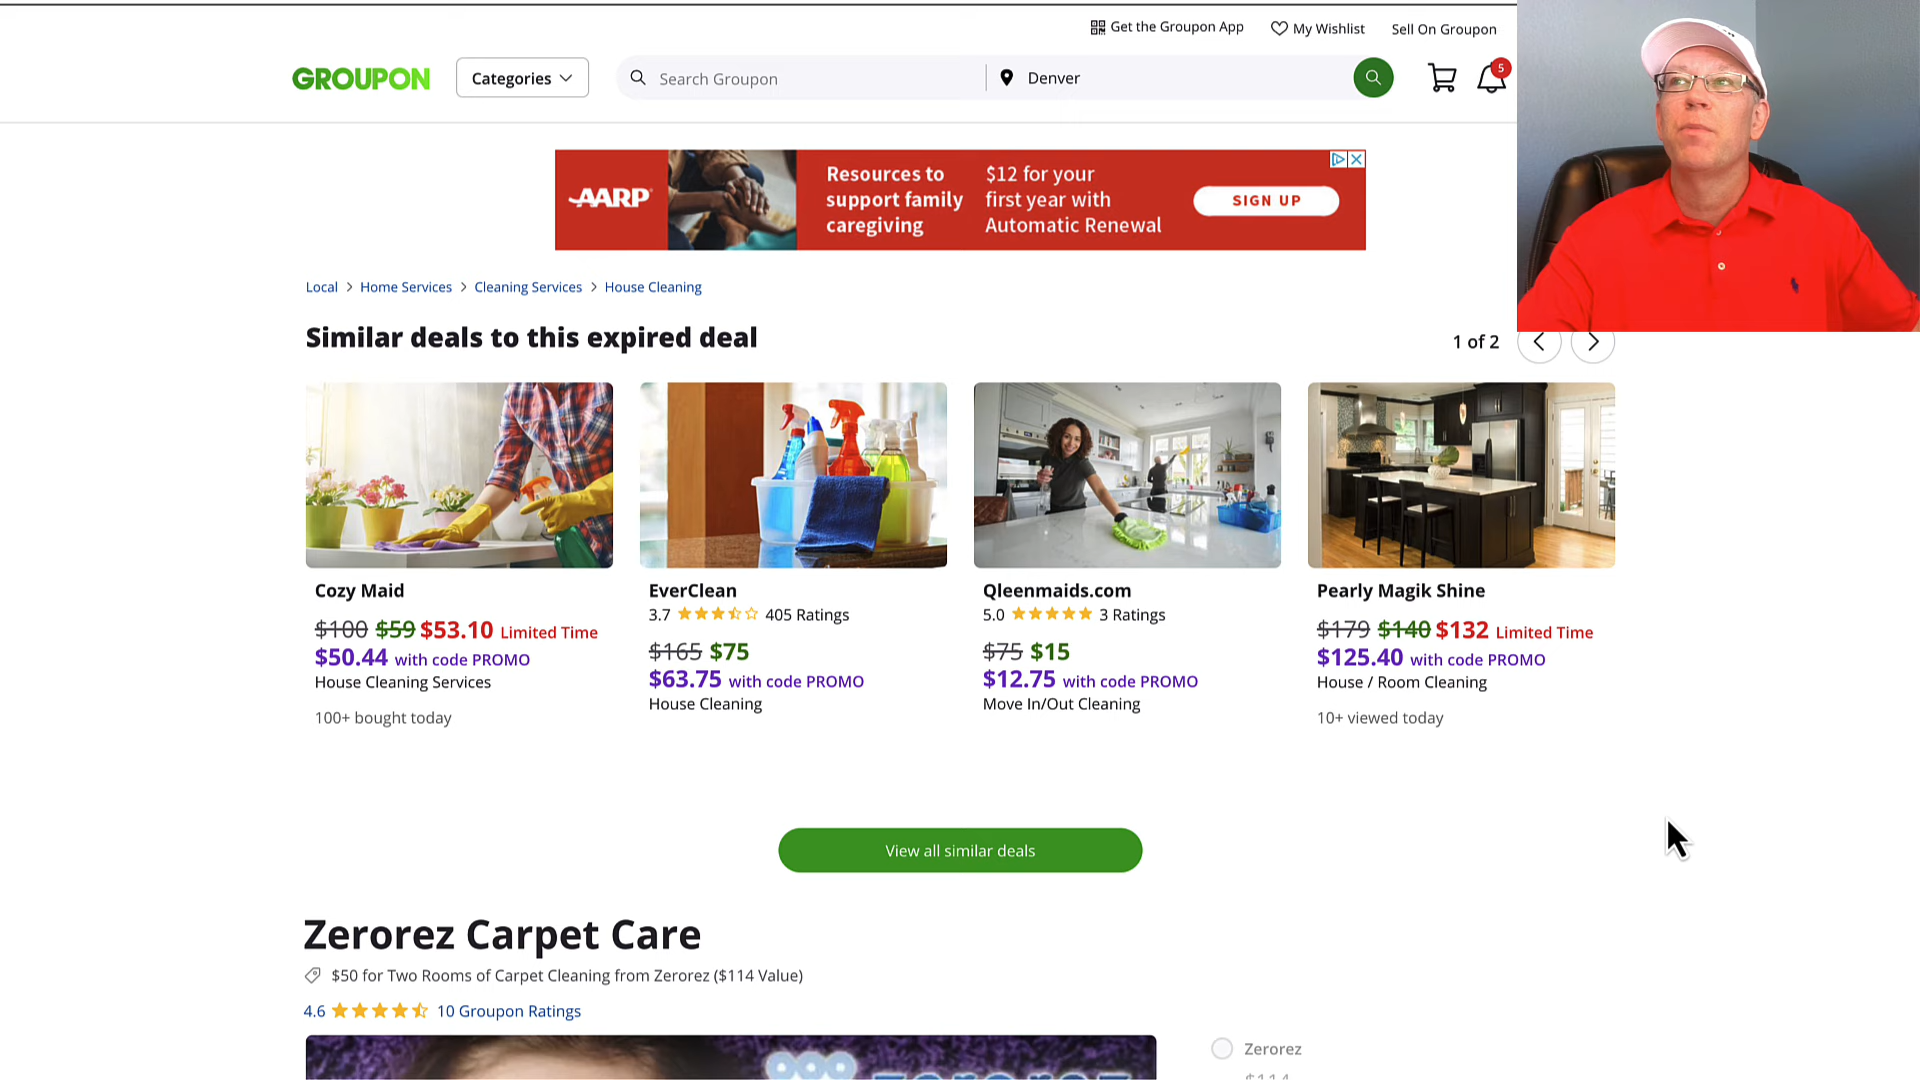 Get the Groupon App My Wishlist Sell On Groupon
GROUPON Categories Search Groupon Denver 5
AARP
Resources to
support family
caregiving
$12 for your
first year with
Automatic Renewal
SIGN UP
Local > Home Services > Cleaning Services > House Cleaning
Similar deals to this expired deal
1 of 2
Cozy Maid
$100 $59 $53.10 Limited Time
$50.44 with code PROMO
House Cleaning Services
100+ bought today
EverClean
3.7 405 Ratings
$165 $75
$63.75 with code PROMO
House Cleaning
Qleenmaids.com
5.0 3 Ratings
$75 $15
$12.75 with code PROMO
Move In/Out Cleaning
Pearly Magik Shine
$179 $140 $132 Limited Time
$125.40 with code PROMO
House / Room Cleaning
10+ viewed today
View all similar deals
Zerorez Carpet Care
$50 for Two Rooms of Carpet Cleaning from Zerorez ($114 Value)
4.6 10 Groupon Ratings
Zerorez